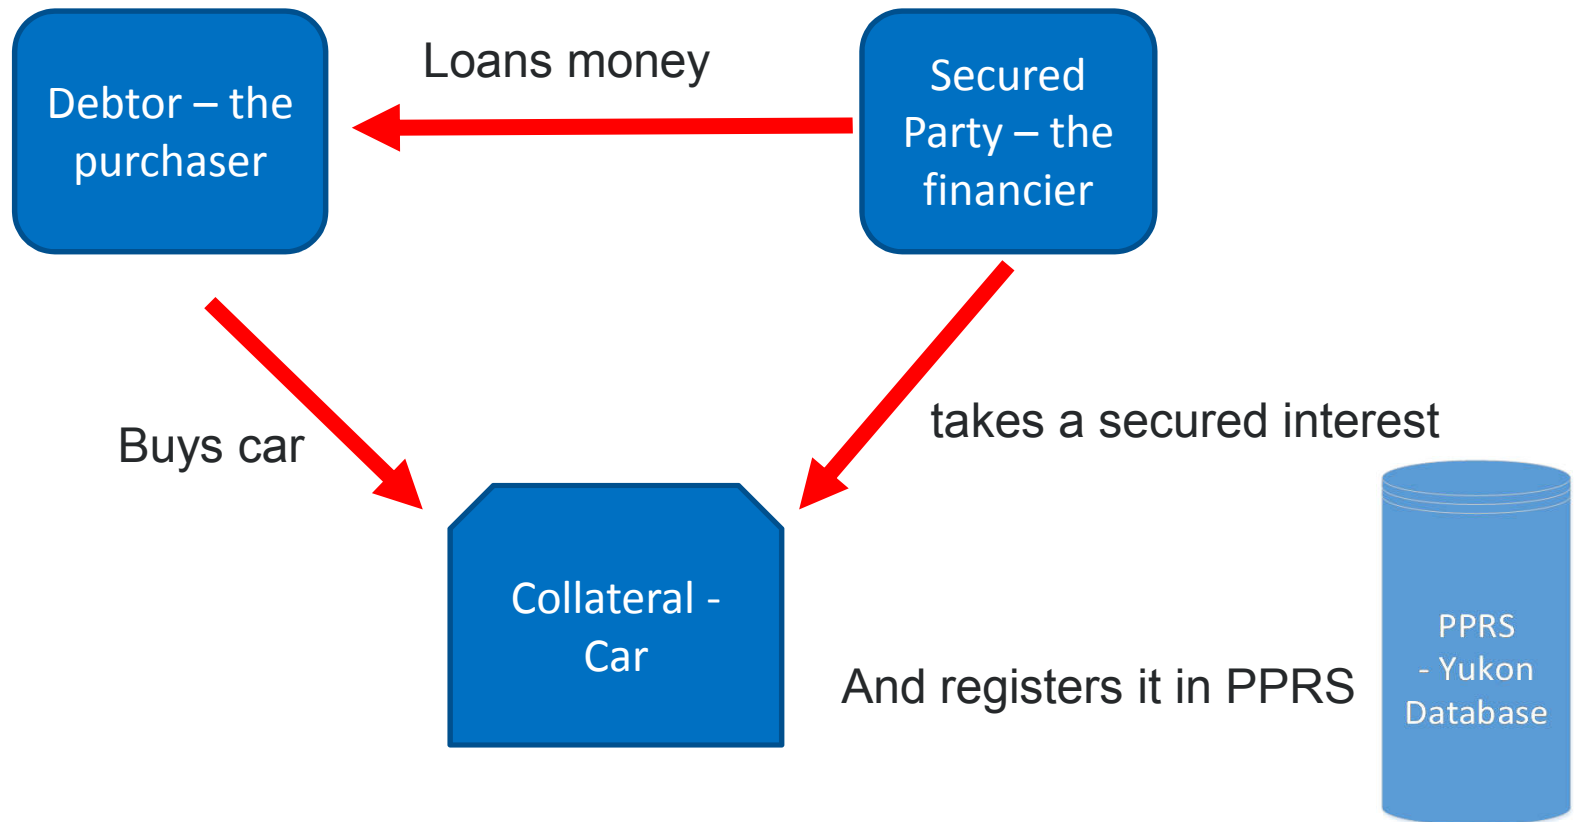 Loans money
Debtor – the
purchaser
Secured
Party – the
financier
Buys car
takes a secured interest
Collateral -
Car
And registers it in PPRS
PPRS
- Yukon
Database